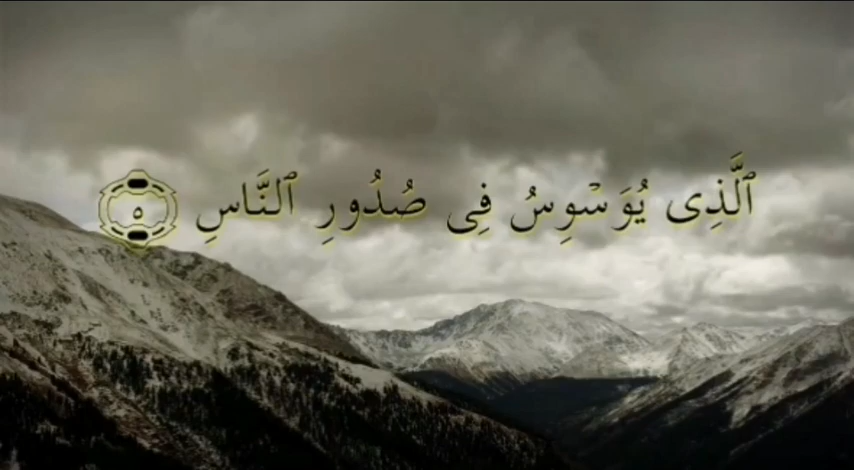 ٱلَّذِى يُوَسْوِسُ فِى صُدُورِ ٱلنَّاسِ ۝٥